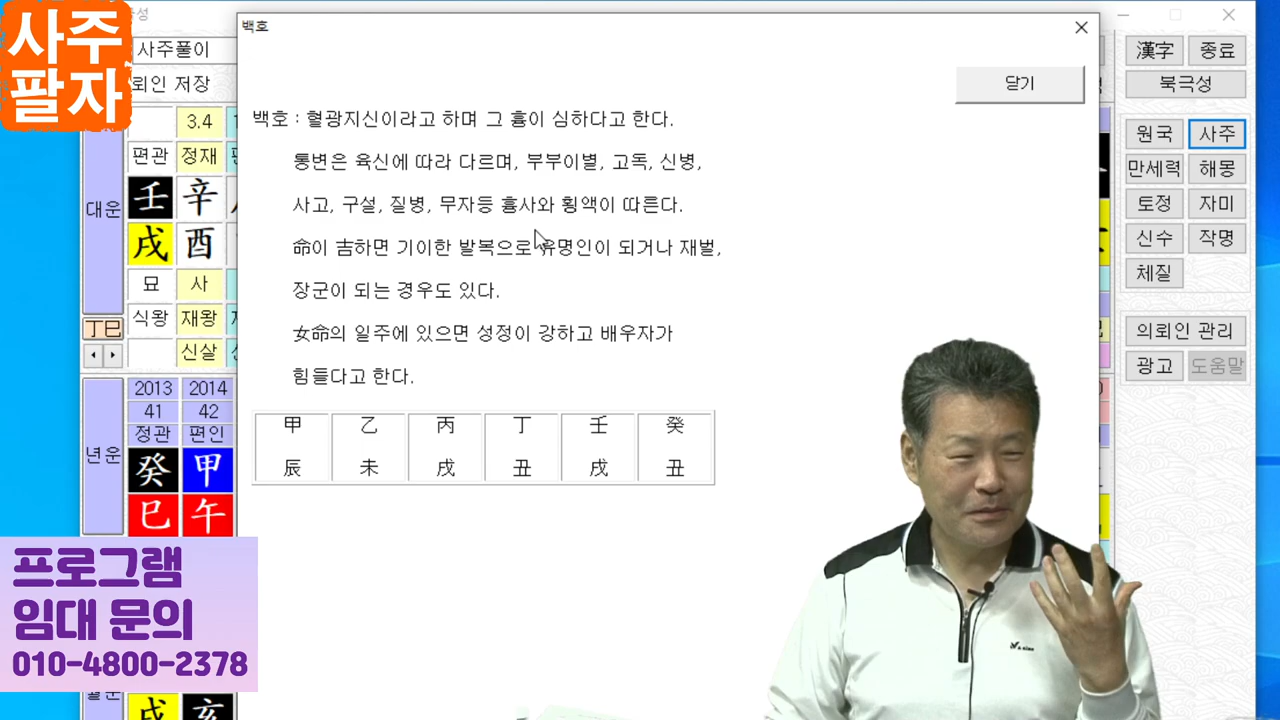 사주
팔자
사주풀이
뢰인 저장
백호
닫기
백호 : 혈광지신이라고 하며 그 흉이 심하다고 한다.
통변은 육신에 따라 다르며, 부부이별, 고독, 신병,
사고, 구설, 질병, 무자등 흉사와 횡액이 따른다.
命이 吉하면 기이한 발복으로 유명인이 되거나 재벌,
장군이 되는 경우도 있다.
女命의 일주에 있으면 성정이 강하고 배우자가
힘들다고 한다.
甲 乙 丙 丁 壬 癸
辰 未 戌 丑 戌 丑
3.4
편관 정재
대운
壬 辛
戌 酉
묘 사
식왕 재왕
丁巳
신살
2013 2014
41 42
정관 편인
년운
癸 甲
巳 午
戌 亥
漢字 종료
북극성
원국 사주
만세력 해몽
토정 자미
신수 작명
체질
의뢰인 관리
광고 도움말
프로그램
임대 문의
010-4800-2378